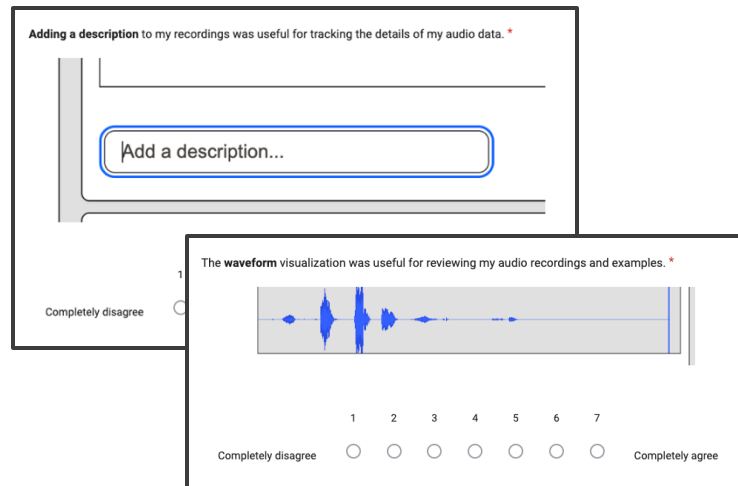 Adding a description to my recordings was useful for tracking the details of my audio data. *
Add a description...
1
Completely disagree
The waveform visualization was useful for reviewing my audio recordings and examples. *
1 2 3 4 5 6 7
Completely disagree Completely agree